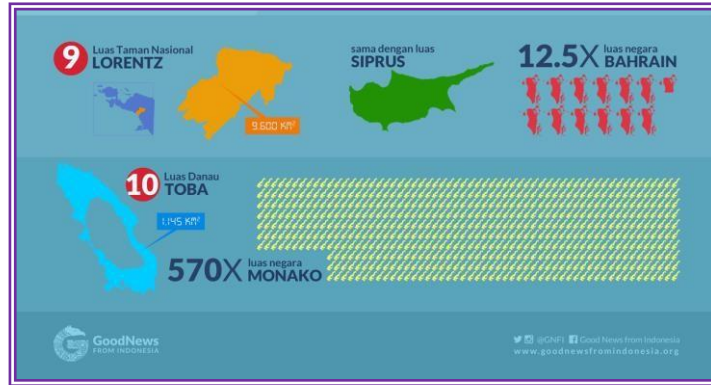 9
Luas Taman Nasional
LORENTZ
9.600 KM²
sama dengan luas
SIPRUS
12.5X
luas negara
BAHRAIN
10
Luas Danau
TOBA
1.145 KM²
570X
luas negara
MONAKO
GoodNews
FROM INDONESIA
@GNFI Good News from Indonesia
www.goodnewsfromindonesia.org